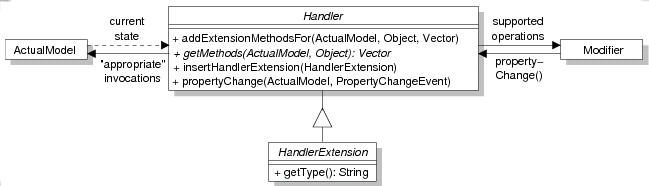 Handler
current
state
supported
operations
+ addExtensionMethodsFor(ActualModel, Object, Vector)
+ getMethods(ActualModel, Object): Vector
+ insertHandlerExtension(HandlerExtension)
+ propertyChange(ActualModel, PropertyChangeEvent)
ActualModel
Modifier
"appropriate"
invocations
property–
Change()
HandlerExtension
+ getType(): String